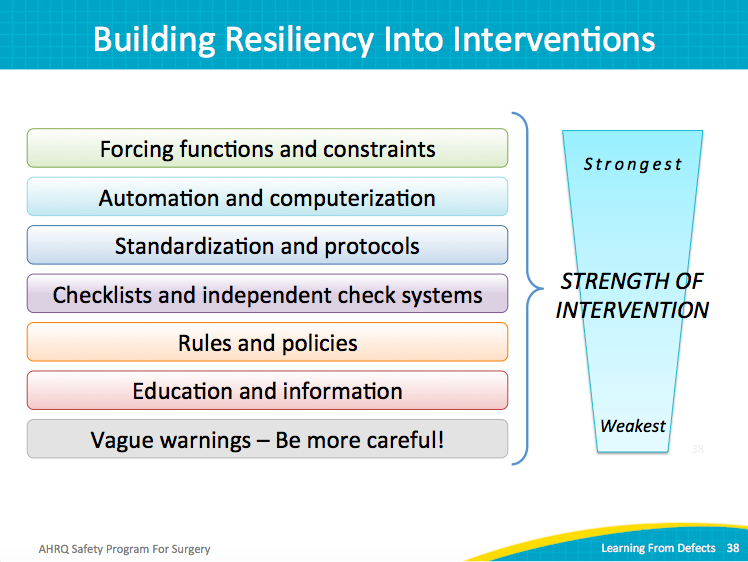 Building Resiliency Into Interventions
Forcing functions and constraints
Automation and computerization
Standardization and protocols
Checklists and independent check systems
Rules and policies
Education and information
Vague warnings – Be more careful!
Strongest
STRENGTH OF
INTERVENTION
Weakest
38
AHRQ Safety Program For Surgery
Learning From Defects 38